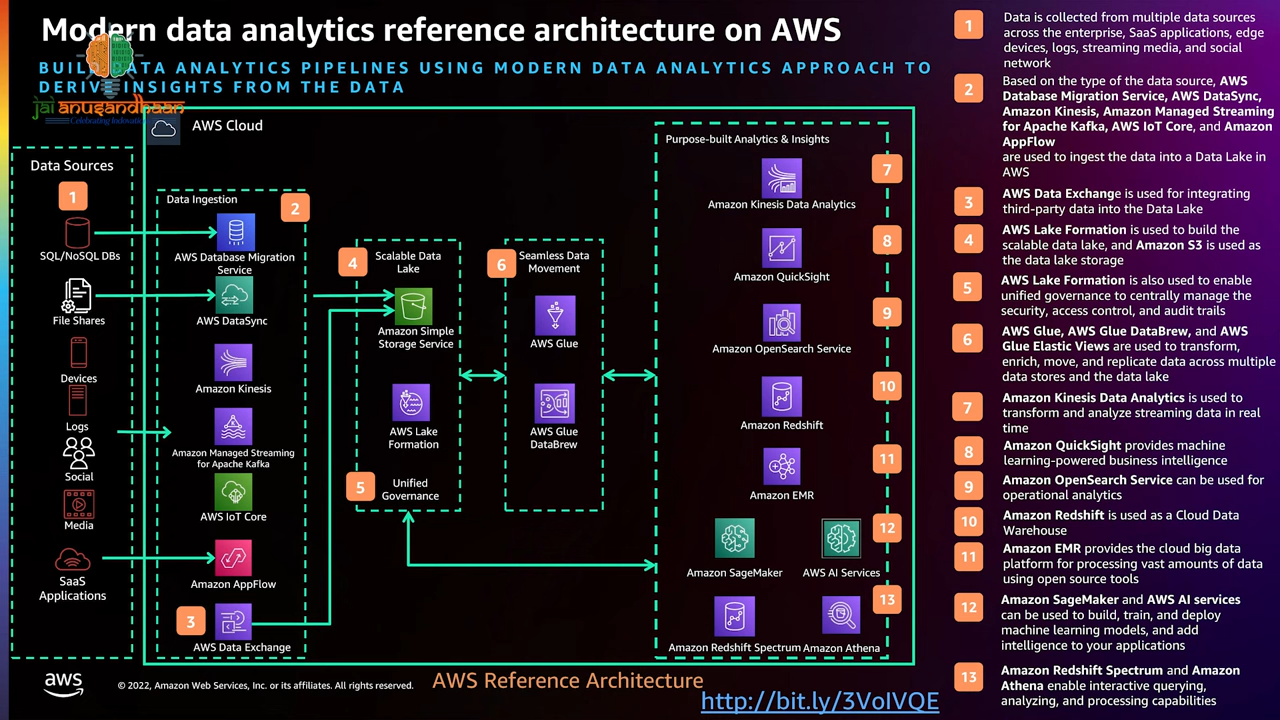 Modern data analytics reference architecture on AWS
BUILD DATA ANALYTICS PIPELINES USING MODERN DATA ANALYTICS APPROACH TO
DERIVE INSIGHTS FROM THE DATA
jai anusandhaan
Celebrating Indovation
AWS Cloud
Data Sources
1
SQL/NoSQL DBs
File Shares
Devices
Logs
Social
Media
SaaS
Applications
Data Ingestion
2
AWS Database Migration
Service
AWS DataSync
Amazon Kinesis
Amazon Managed Streaming
for Apache Kafka
AWS IoT Core
Amazon AppFlow
3
AWS Data Exchange
4
Scalable Data
Lake
Amazon Simple
Storage Service
AWS Lake
Formation
5
Unified
Governance
6
Seamless Data
Movement
AWS Glue
AWS Glue
DataBrew
Purpose-built Analytics & Insights
7
Amazon Kinesis Data Analytics
8
Amazon QuickSight
9
Amazon OpenSearch Service
10
Amazon Redshift
11
Amazon EMR
12
Amazon SageMaker
AWS AI Services
13
Amazon Redshift Spectrum
Amazon Athena
1
Data is collected from multiple data sources
across the enterprise, SaaS applications, edge
devices, logs, streaming media, and social
network
2
Based on the type of the data source, AWS
Database Migration Service, AWS DataSync,
Amazon Kinesis, Amazon Managed Streaming
for Apache Kafka, AWS IoT Core, and Amazon
AppFlow
are used to ingest the data into a Data Lake in
AWS
3
AWS Data Exchange is used for integrating
third-party data into the Data Lake
4
AWS Lake Formation is used to build the
scalable data lake, and Amazon S3 is used as
the data lake storage
5
AWS Lake Formation is also used to enable
unified governance to centrally manage the
security, access control, and audit trails
6
AWS Glue, AWS Glue DataBrew, and AWS
Glue Elastic Views are used to transform,
enrich, move, and replicate data across multiple
data stores and the data lake
7
Amazon Kinesis Data Analytics is used to
transform and analyze streaming data in real
time
8
Amazon QuickSight provides machine
learning-powered business intelligence
9
Amazon OpenSearch Service can be used for
operational analytics
10
Amazon Redshift is used as a Cloud Data
Warehouse
11
Amazon EMR provides the cloud big data
platform for processing vast amounts of data
using open source tools
12
Amazon SageMaker and AWS AI services
can be used to build, train, and deploy
machine learning models, and add
intelligence to your applications
13
Amazon Redshift Spectrum and Amazon
Athena enable interactive querying,
analyzing, and processing capabilities
aws
© 2022, Amazon Web Services, Inc. or its affiliates. All rights reserved.
AWS Reference Architecture
http://bit.ly/3VoIVQE